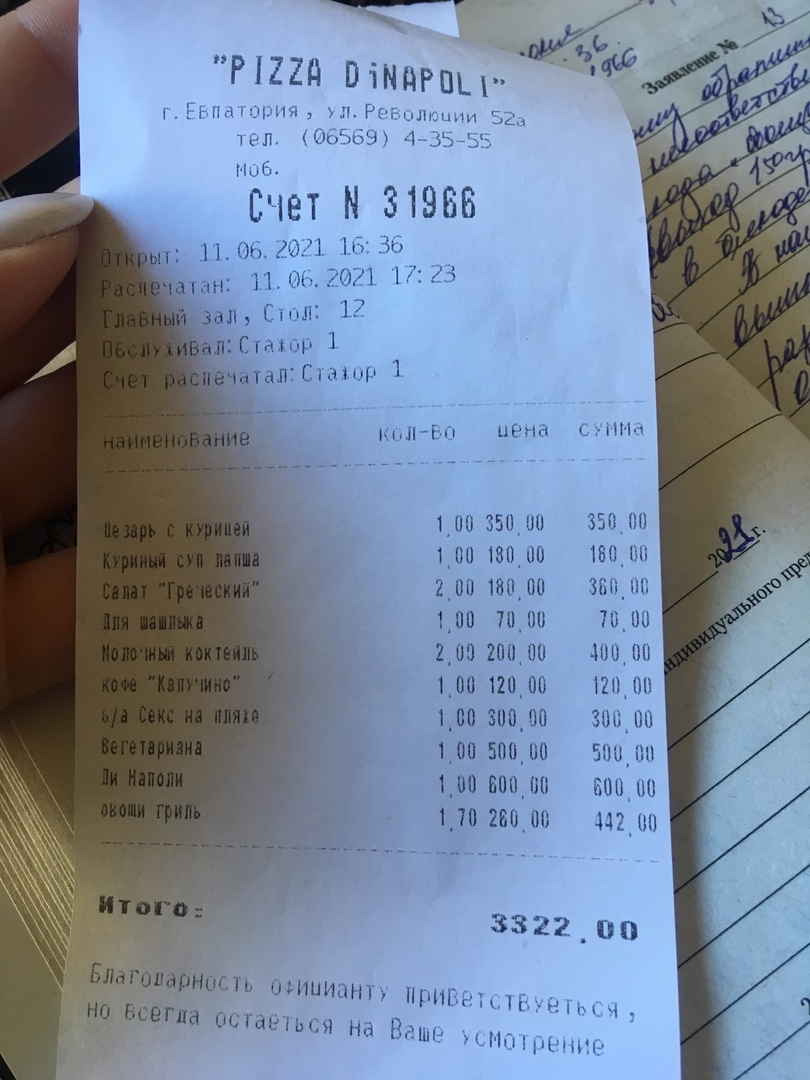 "PIZZA DiNAPOLI"
г. Евпатория, ул. Революции 52а
тел. (06569) 4-35-55
моб.
Счет N 31966
Открыт: 11.06.2021 16:36
Распечатан: 11.06.2021 17:23
Главный зал, Стол: 12
Обслуживал: Стажор 1
Счет распечатал: Стажор 1
наименование кол-во цена сумма
Цезарь с курицей 1,00 350,00 350,00
Куриный суп лапша 1,00 180,00 180,00
Салат "Греческий" 2,00 180,00 360,00
Для шашлыка 1,00 70,00 70,00
Молочный коктейль 2,00 200,00 400,00
кофе "Капучино" 1,00 120,00 120,00
б/а Секс на пляже 1,00 300,00 300,00
Вегетариана 1,00 500,00 500,00
Ди Наполи 1,00 600,00 600,00
овощи гриль 1,70 260,00 442,00
Итого: 3322,00
Благодарность официанту приветствуеться,
но всегда остаеться на Ваше усмотрение
Заявление № 13
36
1966
150гр
в
2021 г.
индивидуального пред